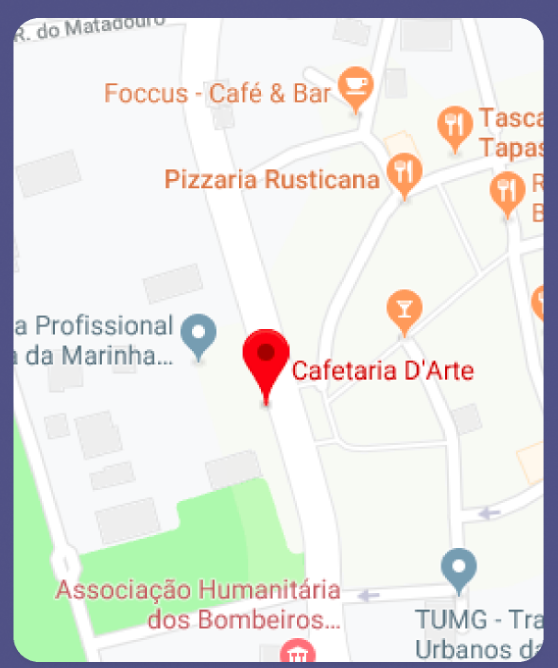 R. do Matadouro
Foccus - Café & Bar
Tasca
Tapas
Pizzaria Rusticana
R
B
a Profissional
a da Marinha...
Cafetaria D'Arte
Associação Humanitária
dos Bombeiros...
TUMG - Tra
Urbanos da